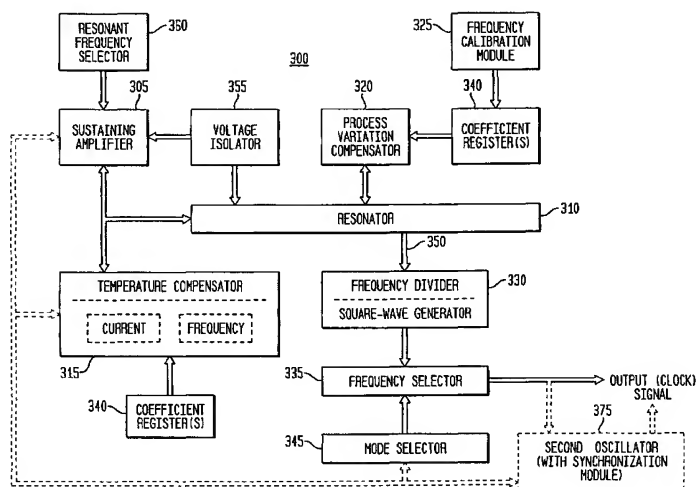 RESONANT
FREQUENCY
SELECTOR
360
300
325
FREQUENCY
CALIBRATION
MODULE
305
SUSTAINING
AMPLIFIER
355
VOLTAGE
ISOLATOR
320
PROCESS
VARIATION
COMPENSATOR
340
COEFFICIENT
REGISTER(S)
RESONATOR
310
350
TEMPERATURE COMPENSATOR
CURRENT
FREQUENCY
315
FREQUENCY DIVIDER
SQUARE-WAVE GENERATOR
330
335
FREQUENCY SELECTOR
OUTPUT (CLOCK)
SIGNAL
340
COEFFICIENT
REGISTER(S)
345
MODE SELECTOR
375
SECOND OSCILLATOR
(WITH SYNCHRONIZATION
MODULE)